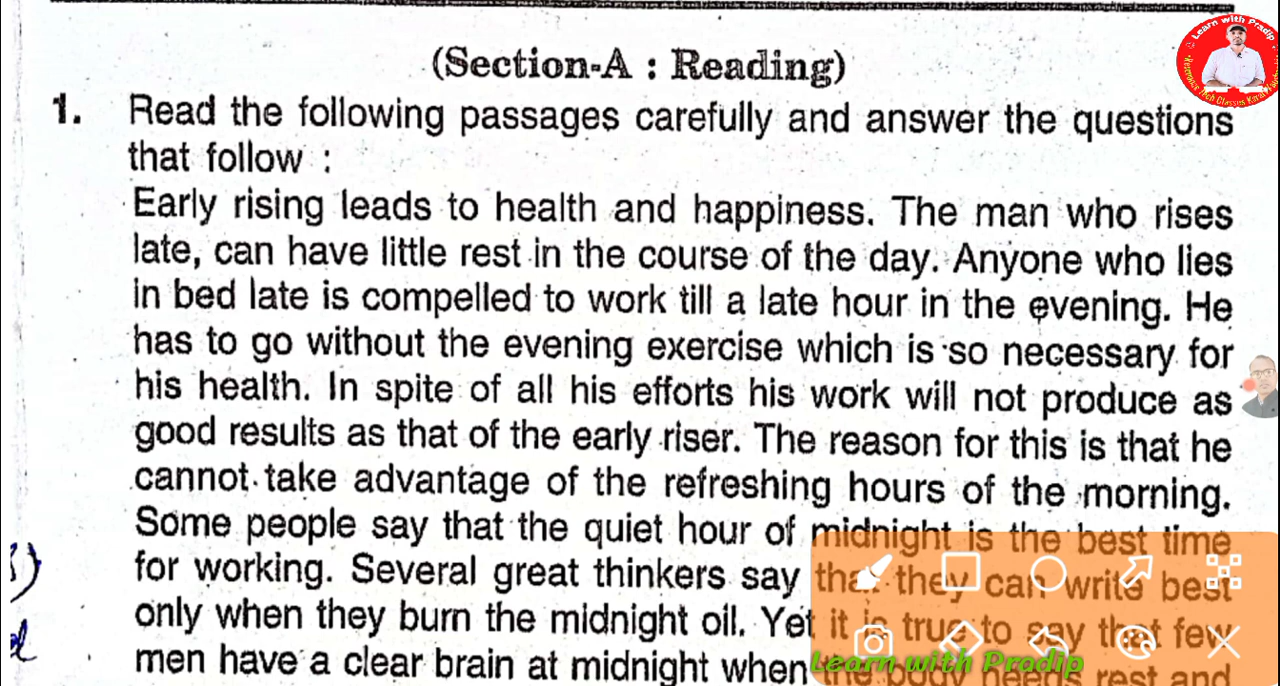 Learn with Pradip
(Section-A : Reading)
1. Read the following passages carefully and answer the questions
that follow :
Early rising leads to health and happiness. The man who rises
late, can have little rest in the course of the day. Anyone who lies
in bed late is compelled to work till a late hour in the evening. He
has to go without the evening exercise which is so necessary for
his health. In spite of all his efforts his work will not produce as
good results as that of the early riser. The reason for this is that he
cannot take advantage of the refreshing hours of the morning.
Some people say that the quiet hour of midnight is the best time
for working. Several great thinkers say that they can write best
only when they burn the midnight oil. Yet it is true to say that few
men have a clear brain at midnight when the body needs rest and
Learn with Pradip